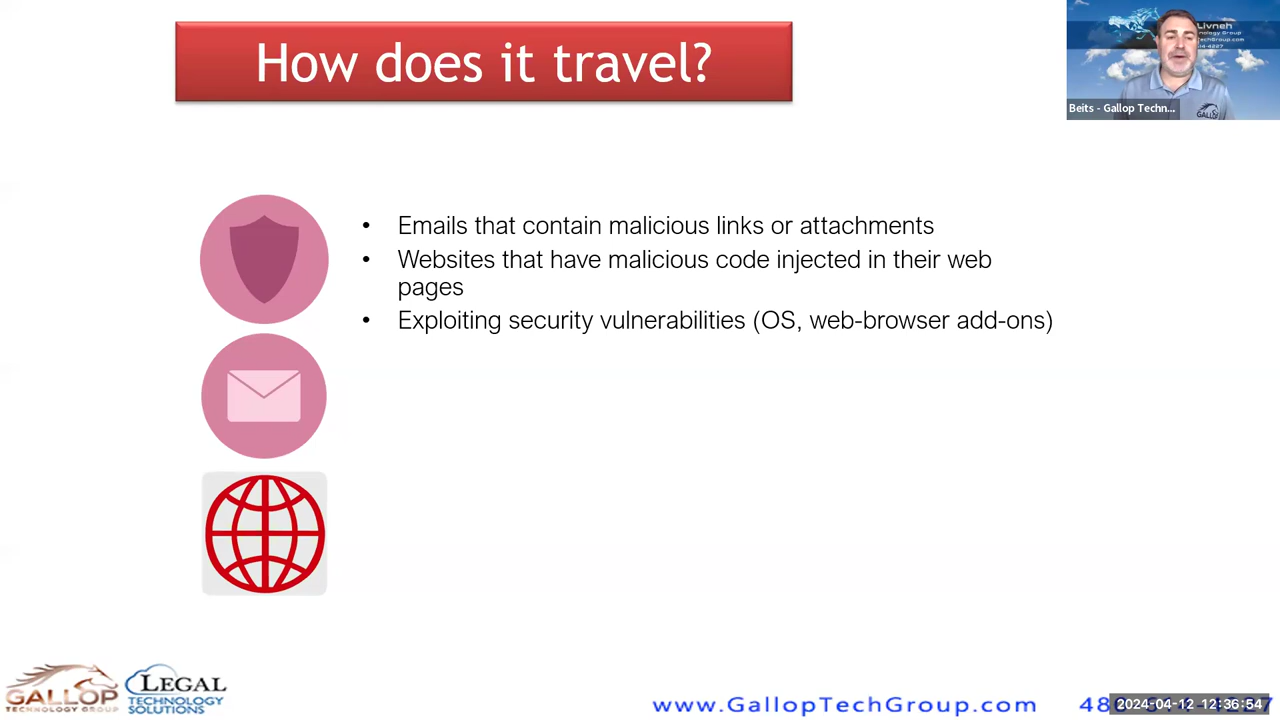 How does it travel?
Livneh
Group
Beits - Gallop Techn...
• Emails that contain malicious links or attachments
• Websites that have malicious code injected in their web
pages
• Exploiting security vulnerabilities (OS, web-browser add-ons)
GALLOP
TECHNOLOGY GROUP
LEGAL
TECHNOLOGY
SOLUTIONS
www.GallopTechGroup.com
2024-04-12 12:36:54